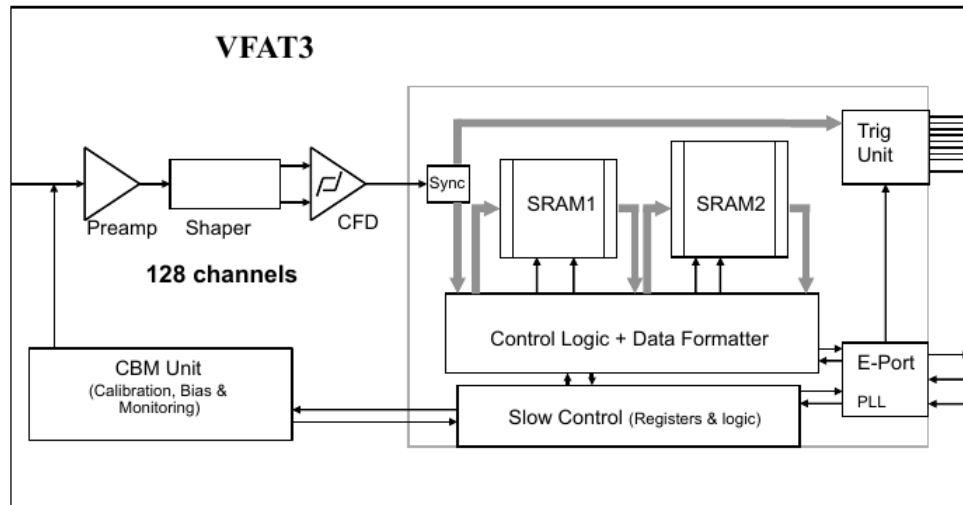 VFAT3
Trig
Unit
Sync
SRAM1
SRAM2
Preamp
Shaper
CFD
128 channels
Control Logic + Data Formatter
CBM Unit
(Calibration, Bias &
Monitoring)
E-Port
PLL
Slow Control (Registers & logic)